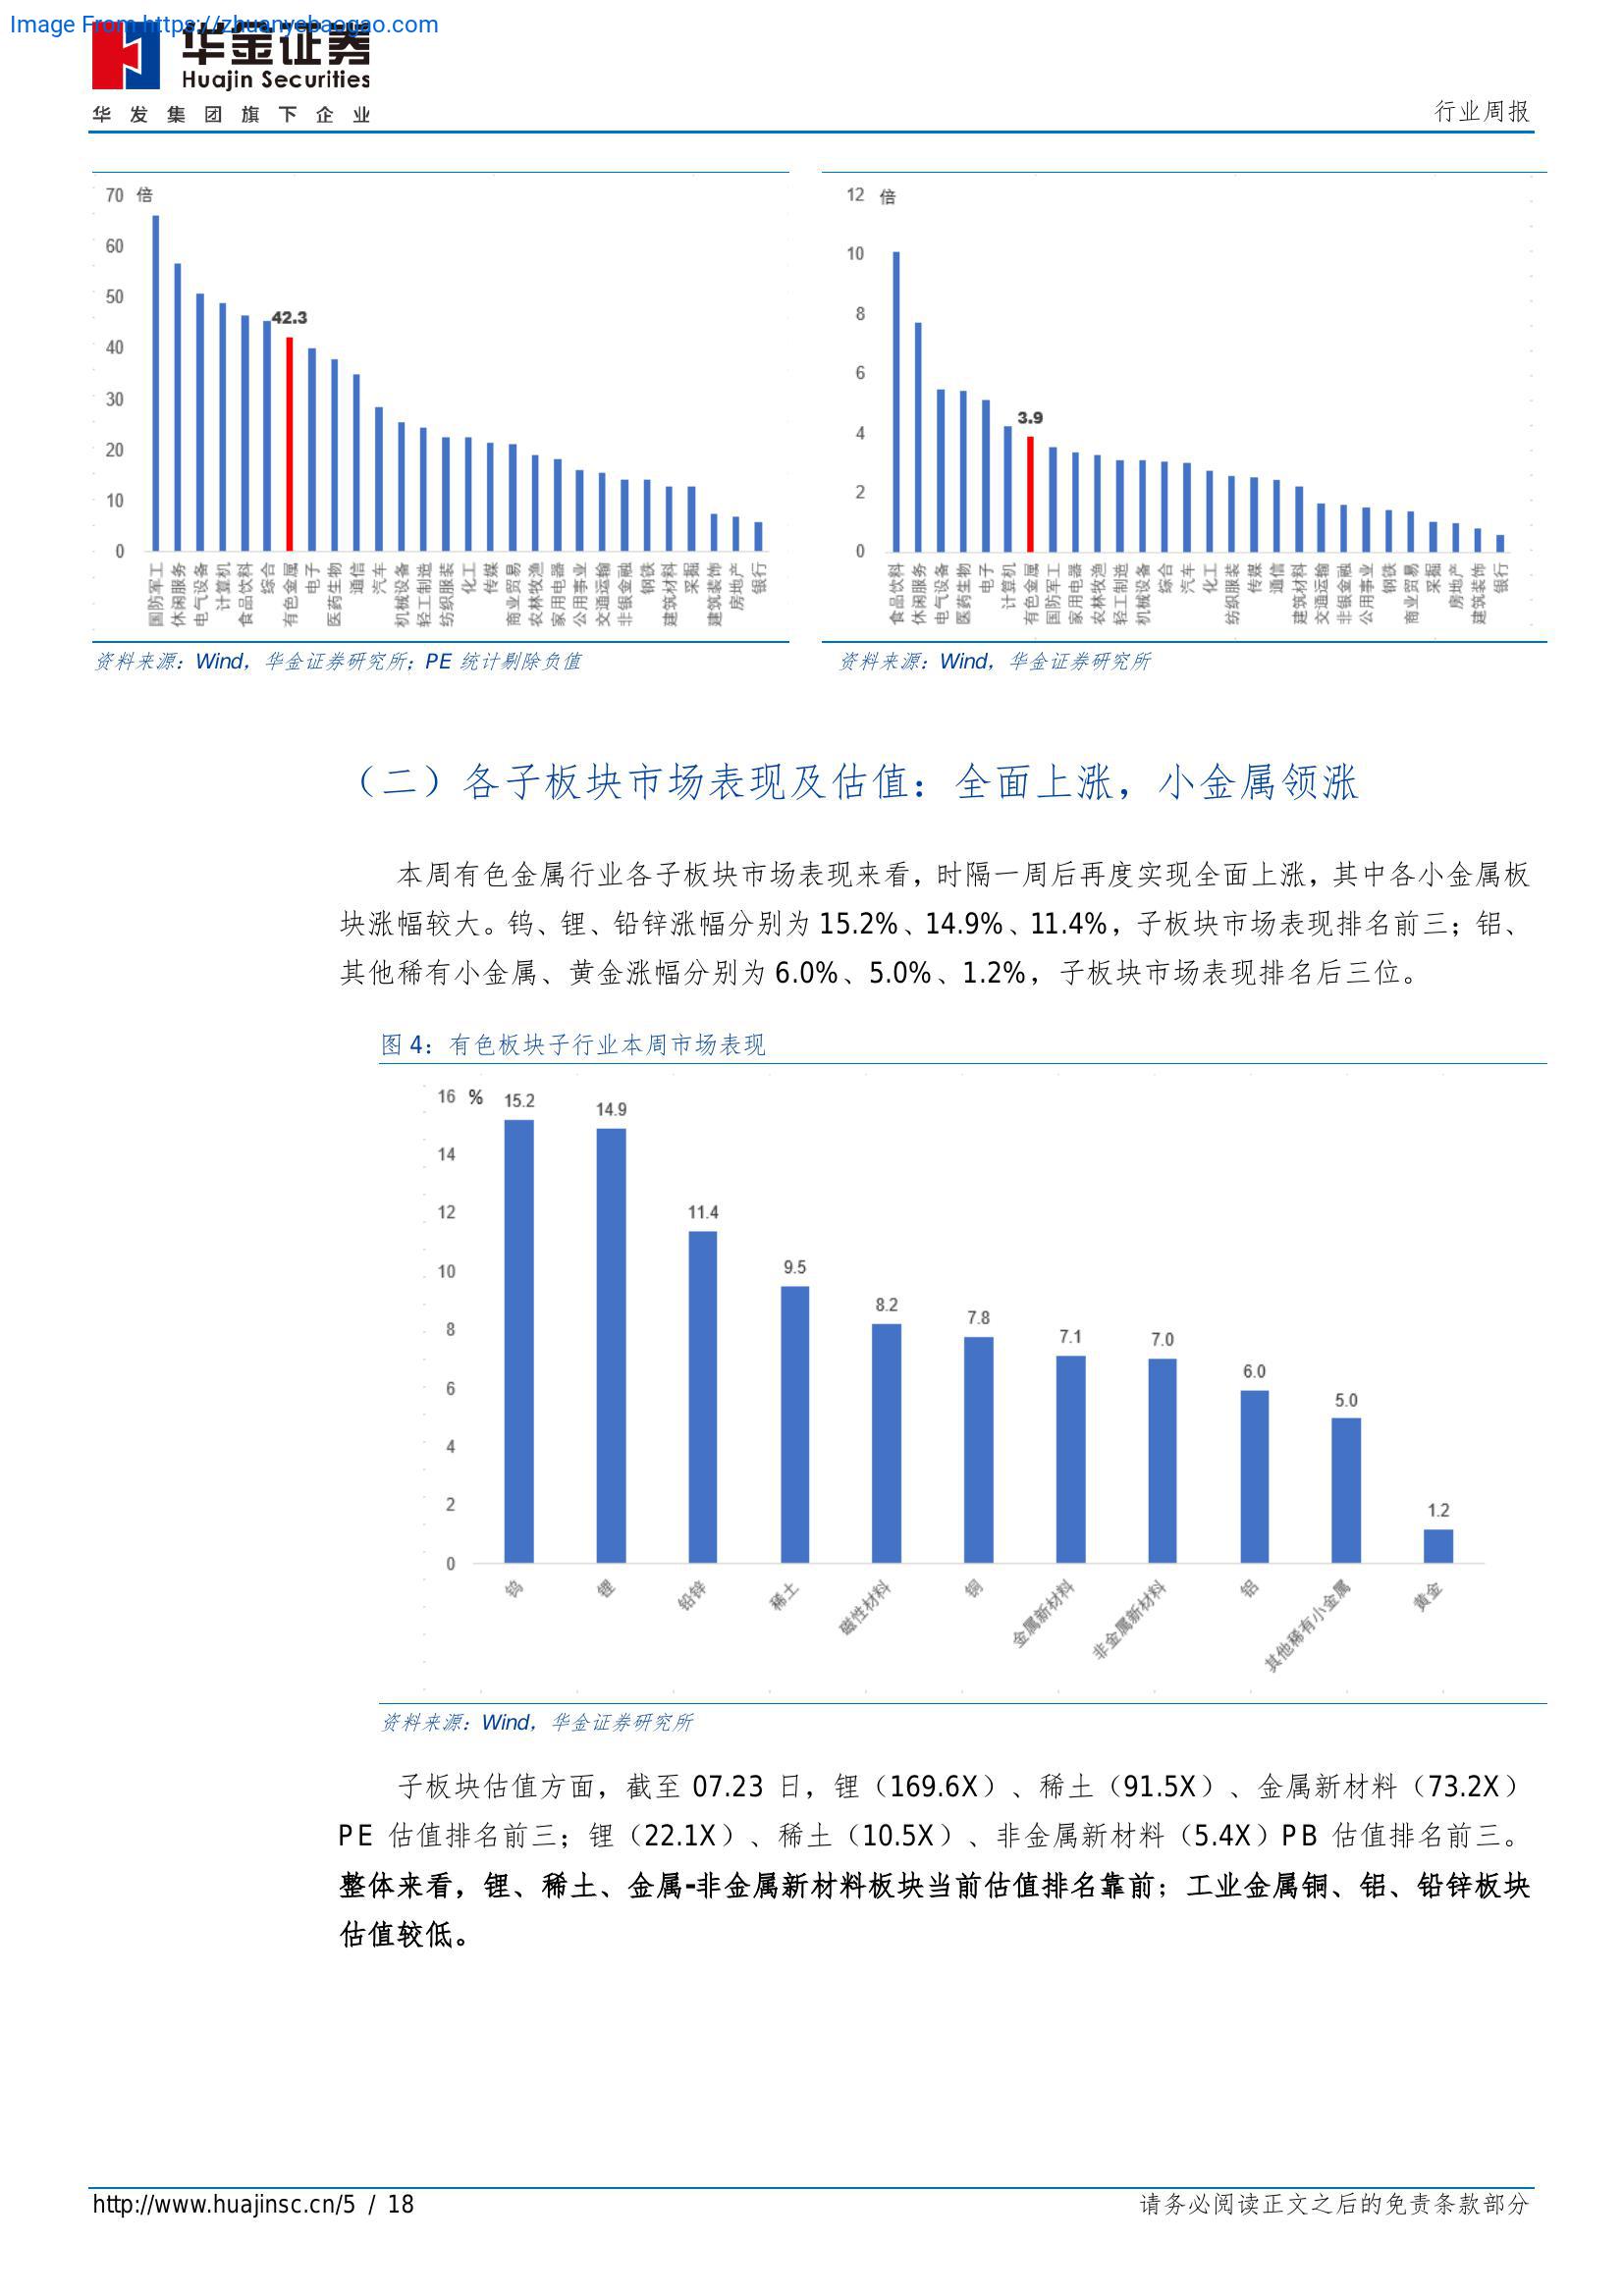 Image From https://zhuanyebaogao.com
华金证券
Huajin Securities
华发集团旗下企业
行业周报
70 倍
60
50
40
30
20
10
0
42.3
国防军工 休闲服务 电气设备 计算机 食品饮料 综合 有色金属 电子 医药生物 通信 汽车 机械设备 轻工制造 纺织服装 化工 传媒 商业贸易 农林牧渔 家用电器 公用事业 交通运输 非银金融 钢铁 建筑材料 采掘 建筑装饰 房地产 银行
资料来源：Wind，华金证券研究所；PE 统计剔除负值
12 倍
10
8
6
4
2
0
3.9
食品饮料 休闲服务 电气设备 医药生物 电子 计算机 有色金属 国防军工 家用电器 农林牧渔 轻工制造 机械设备 综合 汽车 化工 纺织服装 传媒 通信 建筑材料 交通运输 非银金融 公用事业 钢铁 商业贸易 采掘 房地产 建筑装饰 银行
资料来源：Wind，华金证券研究所
（二）各子板块市场表现及估值：全面上涨，小金属领涨
本周有色金属行业各子板块市场表现来看，时隔一周后再度实现全面上涨，其中各小金属板
块涨幅较大。钨、锂、铅锌涨幅分别为 15.2%、14.9%、11.4%，子板块市场表现排名前三；铝、
其他稀有小金属、黄金涨幅分别为 6.0%、5.0%、1.2%，子板块市场表现排名后三位。
图 4：有色板块子行业本周市场表现
16 %
14
12
10
8
6
4
2
0
15.2 14.9 11.4 9.5 8.2 7.8 7.1 7.0 6.0 5.0 1.2
钨 锂 铅锌 稀土 磁性材料 铜 金属新材料 非金属新材料 铝 其他稀有小金属 黄金
资料来源：Wind，华金证券研究所
子板块估值方面，截至 07.23 日，锂（169.6X）、稀土（91.5X）、金属新材料（73.2X）
PE 估值排名前三；锂（22.1X）、稀土（10.5X）、非金属新材料（5.4X）PB 估值排名前三。
整体来看，锂、稀土、金属-非金属新材料板块当前估值排名靠前；工业金属铜、铝、铅锌板块
估值较低。
http://www.huajinsc.cn/5 / 18
请务必阅读正文之后的免责条款部分